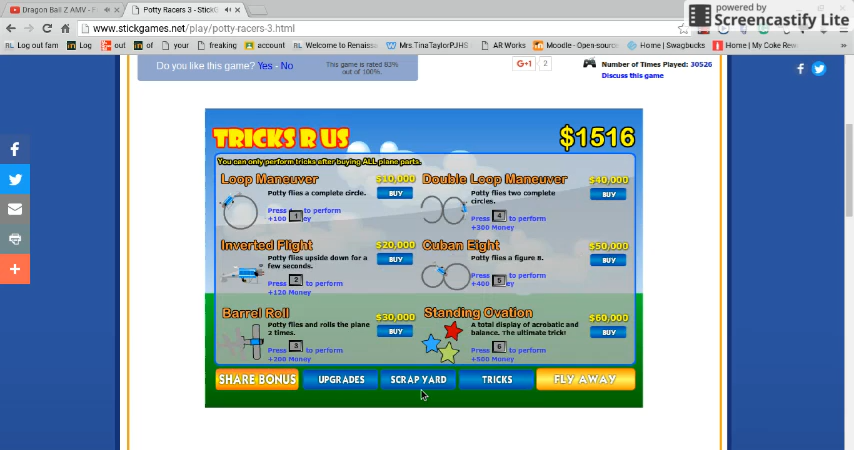 Dragon Ball Z AMV - F
Potty Racers 3 - StickG
powered by
Screencastify Lite
www.stickgames.net/play/potty-racers-3.html
RL Log out fam
in Log
out
of
your
freaking
account
RL Welcome to Renaissa
Mrs.TinaTaylorPJHS
AR Works
Moodle - Open-source
Home | Swagbucks
Home | My Coke Rew
Do you like this game? Yes - No
This game is rated 83%
out of 100%.
G+1
2
Number of Times Played: 30526
Discuss this game
TRICKS R US
$1516
You can only perform tricks after buying ALL plane parts.
Loop Maneuver
$10,000
Potty flies a complete circle.
BUY
Press 1 to perform
+100 ey
Double Loop Maneuver
$40,000
Potty flies two complete
circles.
BUY
Press 4 to perform
+300 Money
Inverted Flight
$20,000
Potty flies upside down for a
few seconds.
BUY
Press 2 to perform
+120 Money
Cuban Eight
$50,000
Potty flies a figure 8.
BUY
Press 5 to perform
+400 ey
Barrel Roll
$30,000
Potty flies and rolls the plane
2 times.
BUY
Press 3 to perform
+200 Money
Standing Ovation
$60,000
A total display of acrobatic and
balance. The ultimate trick!
BUY
Press 6 to perform
+500 Money
SHARE BONUS
UPGRADES
SCRAP YARD
TRICKS
FLY AWAY